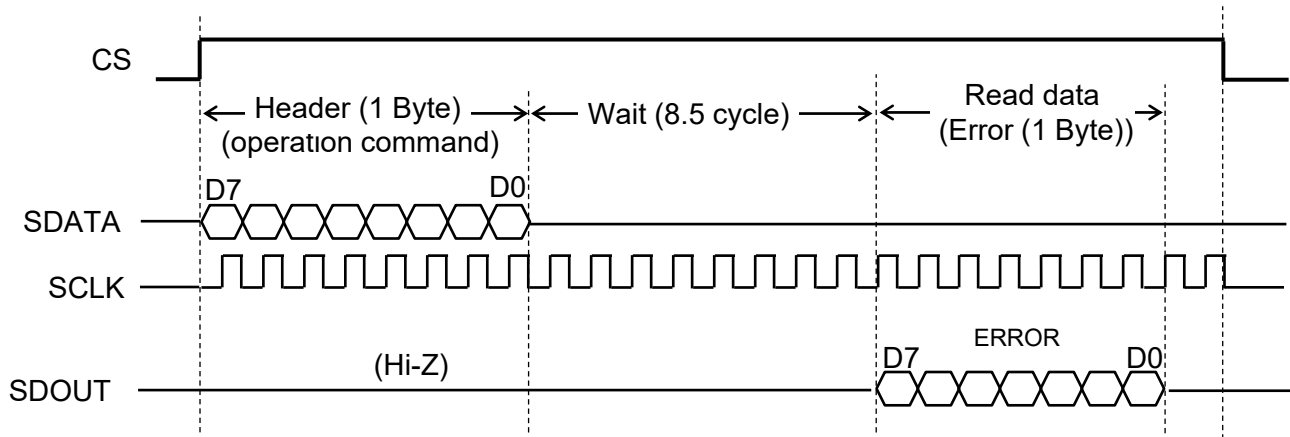 CS
Header (1 Byte)
(operation command)
Wait (8.5 cycle)
Read data
(Error (1 Byte))
D7
D0
SDATA
SCLK
(Hi-Z)
ERROR
D7
D0
SDOUT